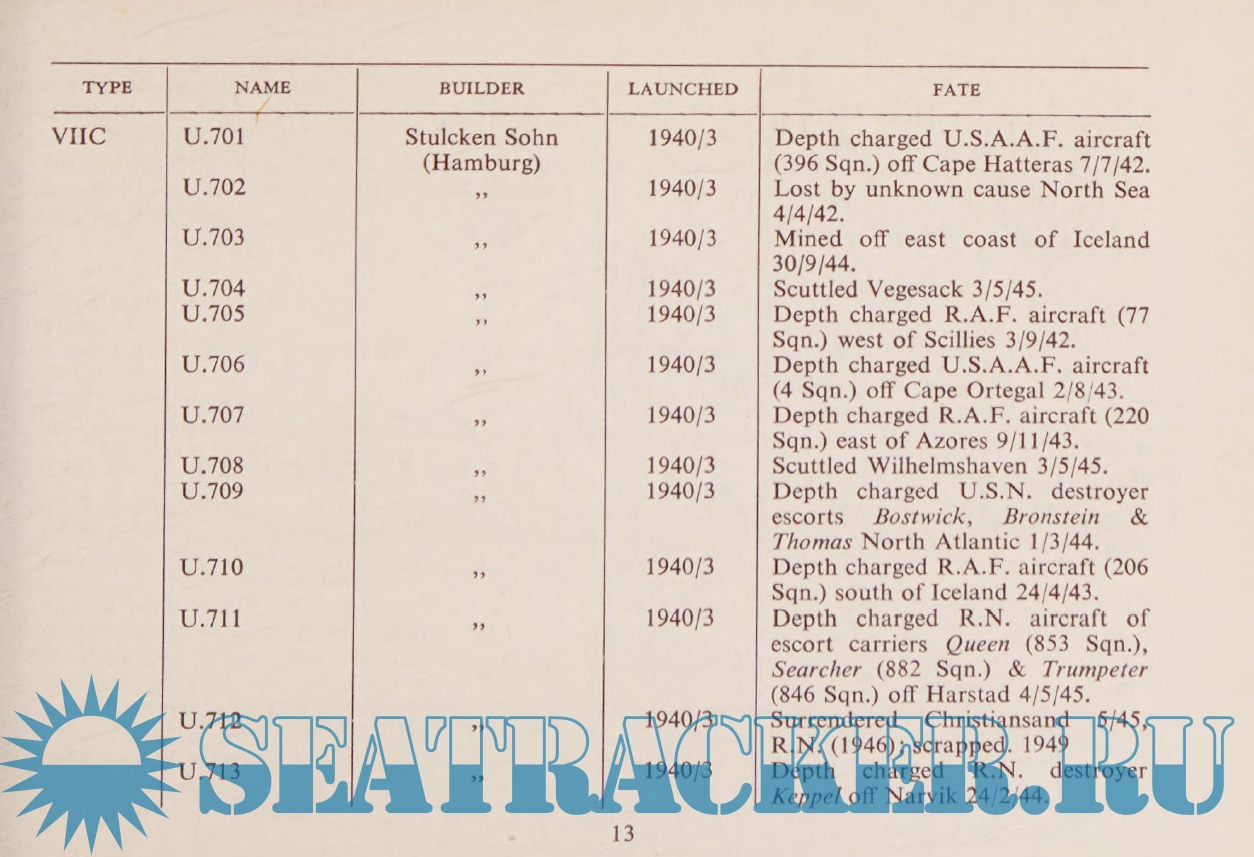 TYPE NAME BUILDER LAUNCHED FATE
VIIC U.701 Stulcken Sohn 1940/3 Depth charged U.S.A.A.F. aircraft
(Hamburg) (396 Sqn.) off Cape Hatteras 7/7/42.
U.702 ,, 1940/3 Lost by unknown cause North Sea
4/4/42.
U.703 ,, 1940/3 Mined off east coast of Iceland
30/9/44.
U.704 ,, 1940/3 Scuttled Vegesack 3/5/45.
U.705 ,, 1940/3 Depth charged R.A.F. aircraft (77
Sqn.) west of Scillies 3/9/42.
U.706 ,, 1940/3 Depth charged U.S.A.A.F. aircraft
(4 Sqn.) off Cape Ortegal 2/8/43.
U.707 ,, 1940/3 Depth charged R.A.F. aircraft (220
Sqn.) east of Azores 9/11/43.
U.708 ,, 1940/3 Scuttled Wilhelmshaven 3/5/45.
U.709 ,, 1940/3 Depth charged U.S.N. destroyer
escorts Bostwick, Bronstein &
Thomas North Atlantic 1/3/44.
U.710 ,, 1940/3 Depth charged R.A.F. aircraft (206
Sqn.) south of Iceland 24/4/43.
U.711 ,, 1940/3 Depth charged R.N. aircraft of
escort carriers Queen (853 Sqn.),
Searcher (882 Sqn.) & Trumpeter
(846 Sqn.) off Harstad 4/5/45.
U.712 ,, 1940/3 Surrendered Christiansand 5/45,
R.N. (1946); scrapped. 1949
U.713 ,, 1940/3 Depth charged R.N. destroyer
Keppel off Narvik 24/2/44.
SEATRACKER.RU
13